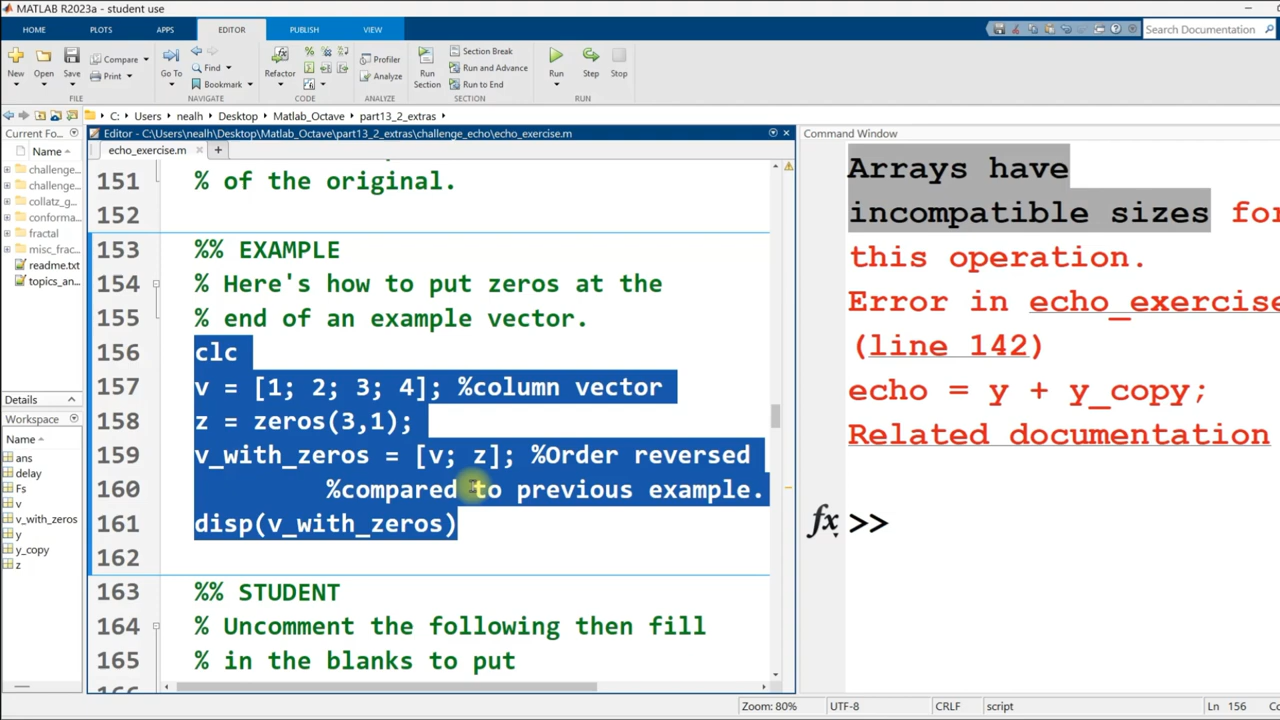 MATLAB R2023a - student use
HOME PLOTS APPS EDITOR PUBLISH VIEW
Search Documentation
New Open Save Compare Print
Go To Find Bookmark
Refactor
Profiler Analyze
Run Section Section Break Run and Advance Run to End
Run Step Stop
FILE NAVIGATE CODE ANALYZE SECTION RUN
C: Users nealh Desktop Matlab_Octave part13_2_extras
Current Fo...
Name
challenge...
challenge...
collatz_g...
conforma...
fractal
misc_frac...
readme.txt
topics_an...
Details
Workspace
Name
ans
delay
Fs
v
v_with_zeros
y
y_copy
z
Editor - C:\Users\nealh\Desktop\Matlab_Octave\part13_2_extras\challenge_echo\echo_exercise.m
echo_exercise.m
151 % of the original.
152
153 %% EXAMPLE
154 % Here's how to put zeros at the
155 % end of an example vector.
156 clc
157 v = [1; 2; 3; 4]; %column vector
158 z = zeros(3,1);
159 v_with_zeros = [v; z]; %Order reversed
160 %compared to previous example.
161 disp(v_with_zeros)
162
163 %% STUDENT
164 % Uncomment the following then fill
165 % in the blanks to put
Command Window
Arrays have
incompatible sizes for
this operation.
Error in echo_exercise
(line 142)
echo = y + y_copy;
Related documentation
fx >>
Zoom: 80% UTF-8 CRLF script Ln 156